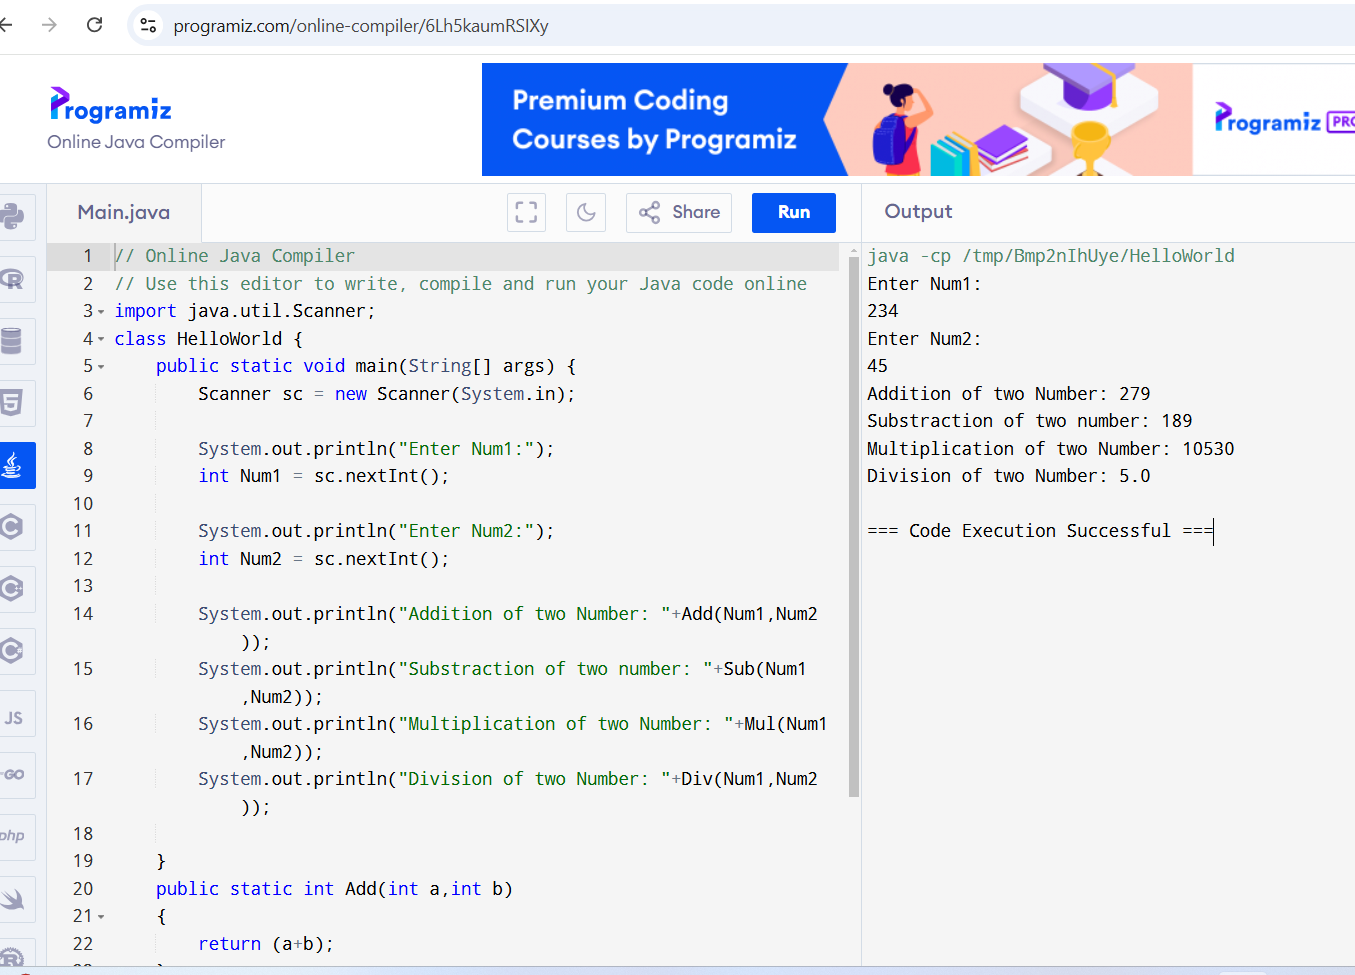 programiz.com/online-compiler/6Lh5kaumRSIXy
Programiz
Online Java Compiler
Premium Coding
Courses by Programiz
Programiz PRO
Main.java
Share
Run
Output
1 // Online Java Compiler
2 // Use this editor to write, compile and run your Java code online
3 import java.util.Scanner;
4 class HelloWorld {
5 public static void main(String[] args) {
6 Scanner sc = new Scanner(System.in);
7
8 System.out.println("Enter Num1:");
9 int Num1 = sc.nextInt();
10
11 System.out.println("Enter Num2:");
12 int Num2 = sc.nextInt();
13
14 System.out.println("Addition of two Number: "+Add(Num1,Num2
));
15 System.out.println("Substraction of two number: "+Sub(Num1
,Num2));
16 System.out.println("Multiplication of two Number: "+Mul(Num1
,Num2));
17 System.out.println("Division of two Number: "+Div(Num1,Num2
));
18
19 }
20 public static int Add(int a,int b)
21 {
22 return (a+b);
java -cp /tmp/Bmp2nIhUye/HelloWorld
Enter Num1:
234
Enter Num2:
45
Addition of two Number: 279
Substraction of two number: 189
Multiplication of two Number: 10530
Division of two Number: 5.0
=== Code Execution Successful ===
R
5
C
C+
C#
JS
GO
php